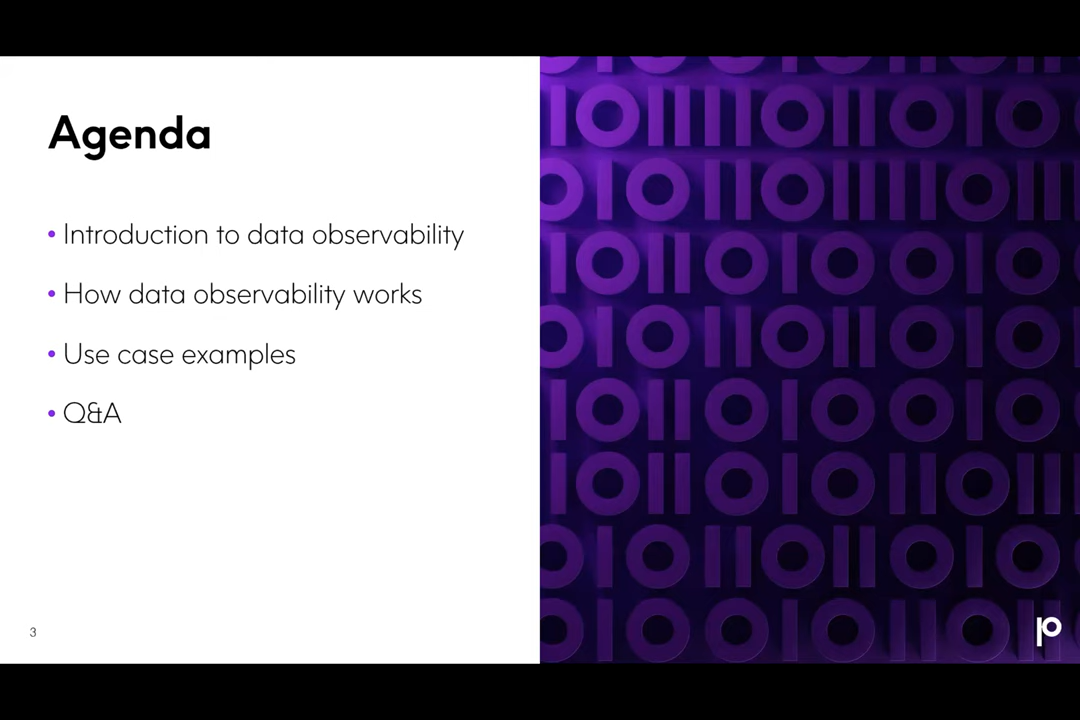 Agenda
• Introduction to data observability
• How data observability works
• Use case examples
• Q&A
3